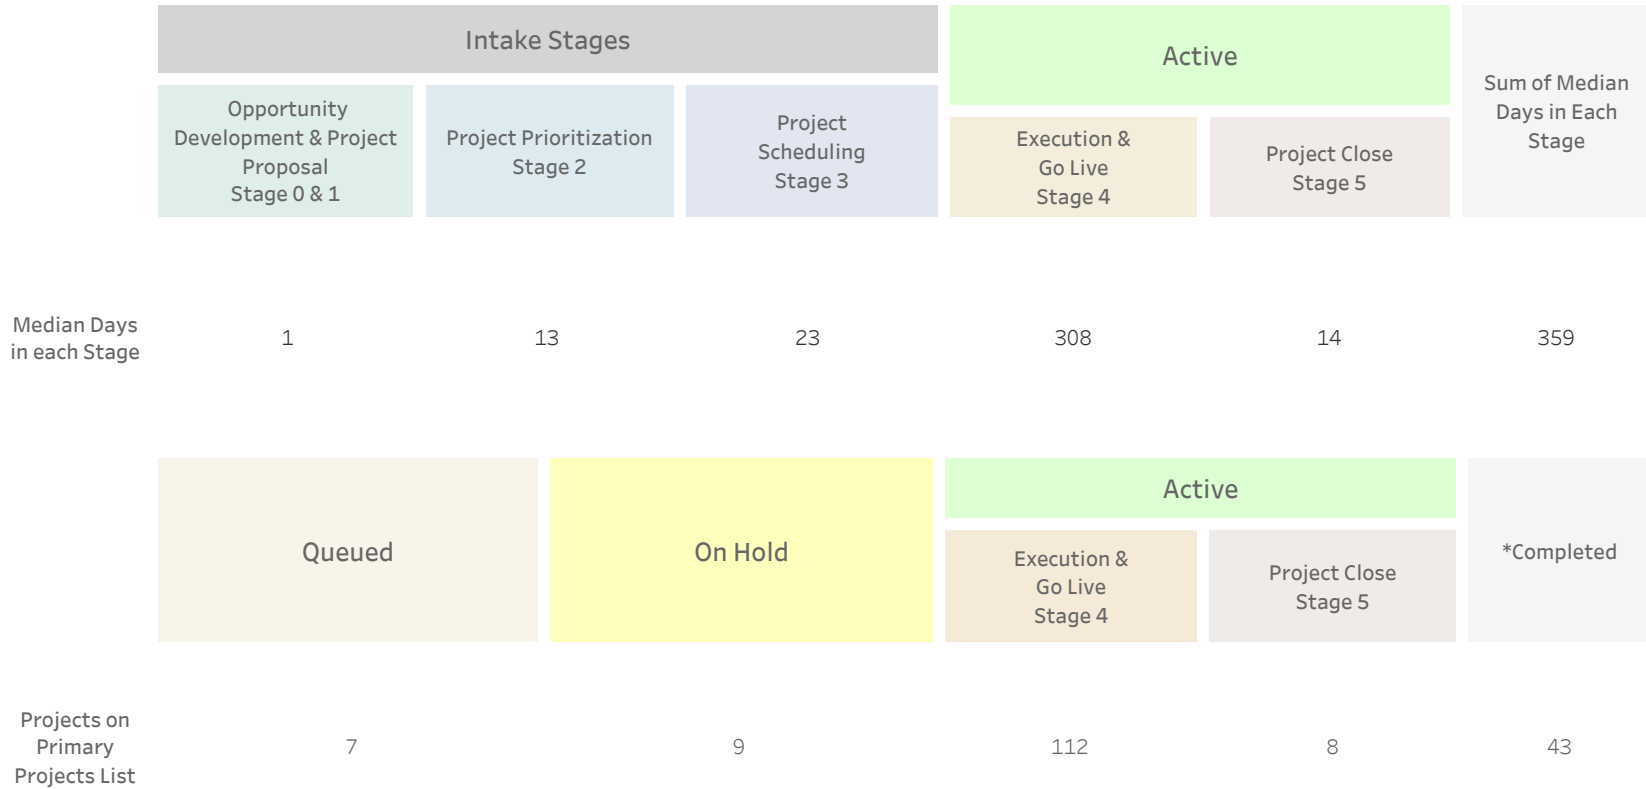 Intake Stages
Active
Sum of Median
Days in Each
Stage
Opportunity
Development & Project
Proposal
Stage 0 & 1
Project Prioritization
Stage 2
Project
Scheduling
Stage 3
Execution &
Go Live
Stage 4
Project Close
Stage 5
Median Days
in each Stage
1
13
23
308
14
359
Queued
On Hold
Active
Execution &
Go Live
Stage 4
Project Close
Stage 5
*Completed
Projects on
Primary
Projects List
7
9
112
8
43